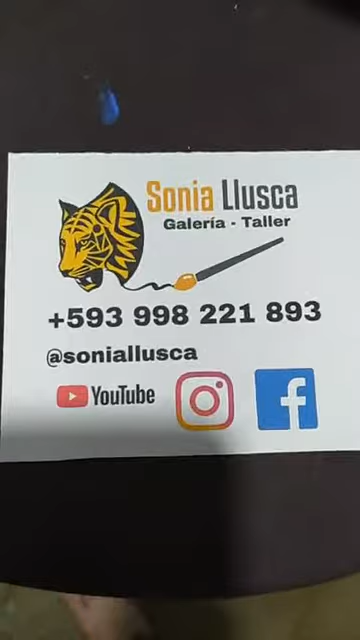 Sonia Llusca
Galería - Taller
+593 998 221 893
@soniallusca
YouTube